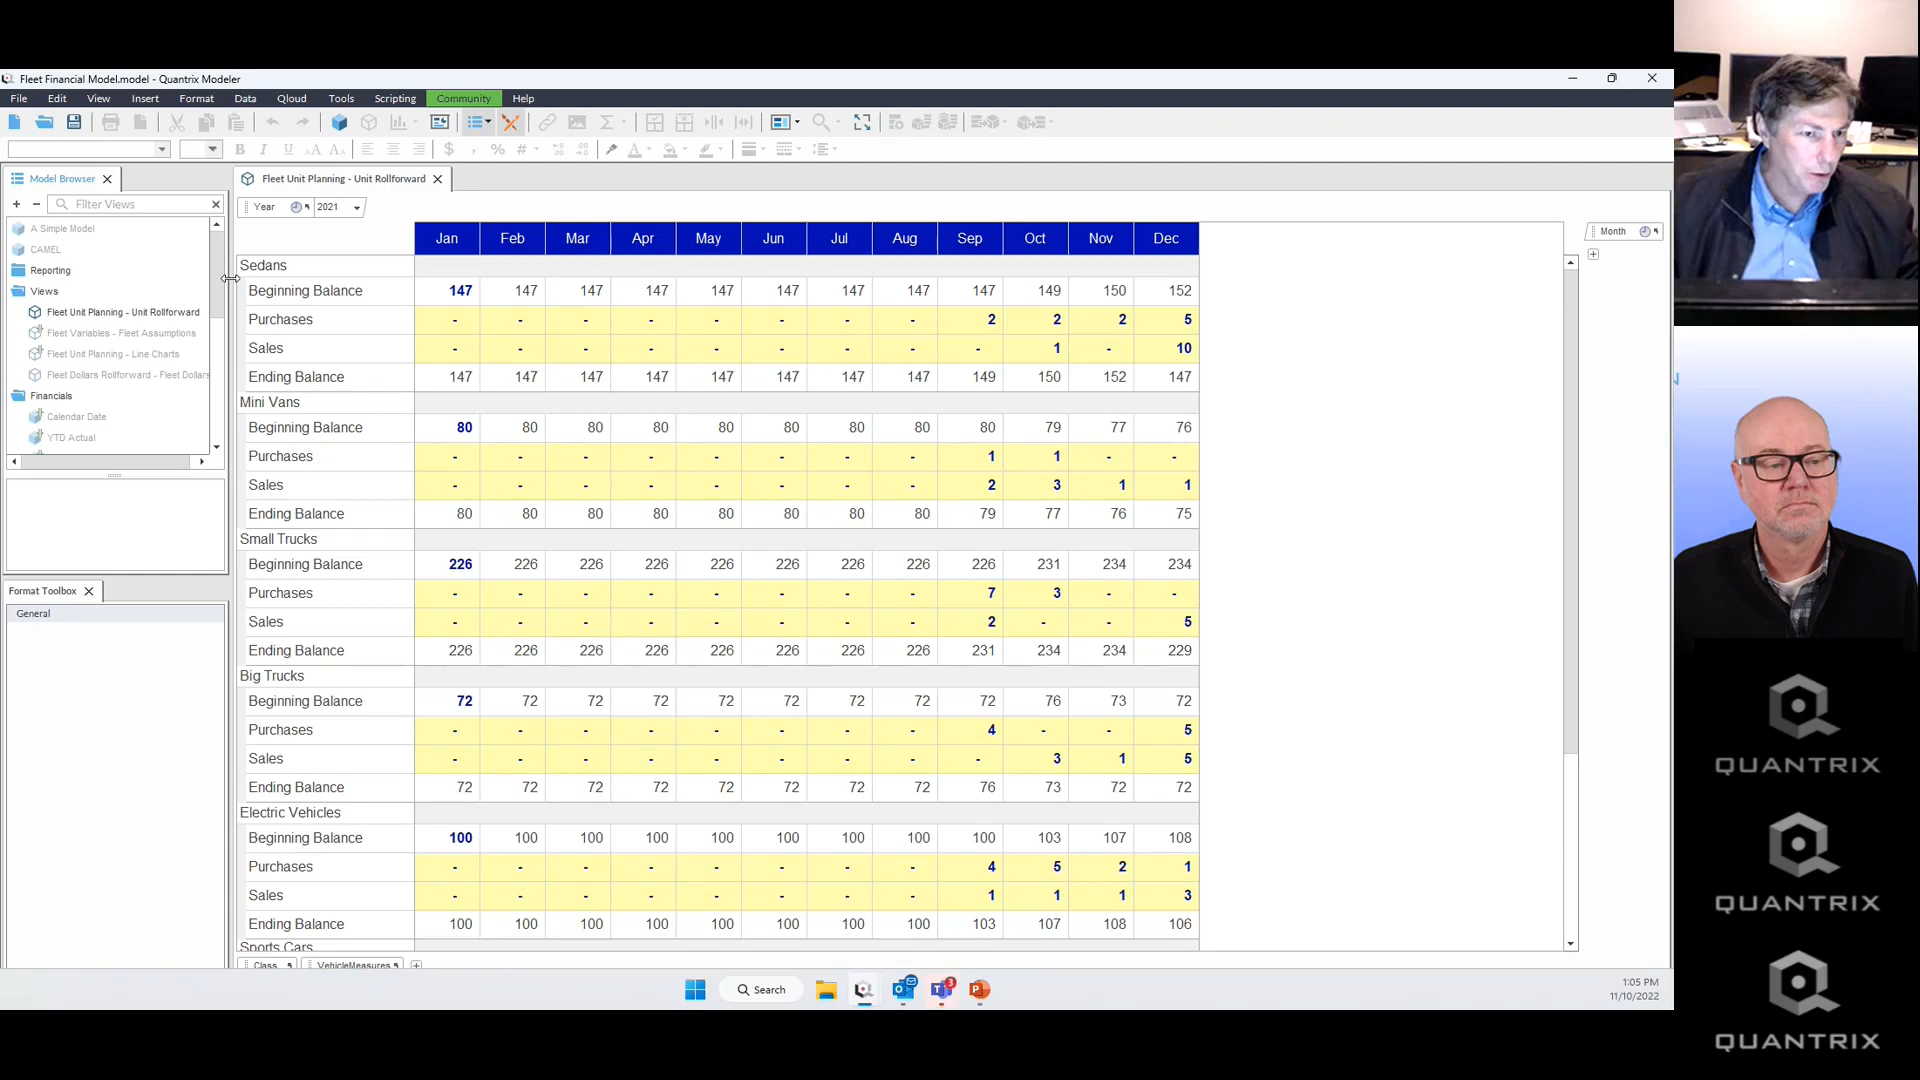 Fleet Financial Model.model - Quantrix Modeler
File Edit View Insert Format Data Qloud Tools Scripting Community Help
Model Browser
Filter Views
A Simple Model
CAMEL
Reporting
Views
Fleet Unit Planning - Unit Rollforward
Fleet Variables - Fleet Assumptions
Fleet Unit Planning - Line Charts
Fleet Dollars Rollforward - Fleet Dollars
Financials
Calendar Date
YTD Actual
Format Toolbox
General
Fleet Unit Planning - Unit Rollforward
Year 2021
Month
Jan Feb Mar Apr May Jun Jul Aug Sep Oct Nov Dec
Sedans
Beginning Balance 147 147 147 147 147 147 147 147 147 149 150 152
Purchases - - - - - - - - 2 2 2 5
Sales - - - - - - - - - 1 - 10
Ending Balance 147 147 147 147 147 147 147 147 149 150 152 147
Mini Vans
Beginning Balance 80 80 80 80 80 80 80 80 80 79 77 76
Purchases - - - - - - - - 1 1 - -
Sales - - - - - - - - 2 3 1 1
Ending Balance 80 80 80 80 80 80 80 80 79 77 76 75
Small Trucks
Beginning Balance 226 226 226 226 226 226 226 226 226 231 234 234
Purchases - - - - - - - - 7 3 - -
Sales - - - - - - - - 2 - - 5
Ending Balance 226 226 226 226 226 226 226 226 231 234 234 229
Big Trucks
Beginning Balance 72 72 72 72 72 72 72 72 72 76 73 72
Purchases - - - - - - - - 4 - - 5
Sales - - - - - - - - - 3 1 5
Ending Balance 72 72 72 72 72 72 72 72 76 73 72 72
Electric Vehicles
Beginning Balance 100 100 100 100 100 100 100 100 100 103 107 108
Purchases - - - - - - - - 4 5 2 1
Sales - - - - - - - - 1 1 1 3
Ending Balance 100 100 100 100 100 100 100 100 103 107 108 106
Sports Cars
Class VehicleMeasures
Search
3
1:05 PM
11/10/2022
QUANTRIX
QUANTRIX
QUANTRIX